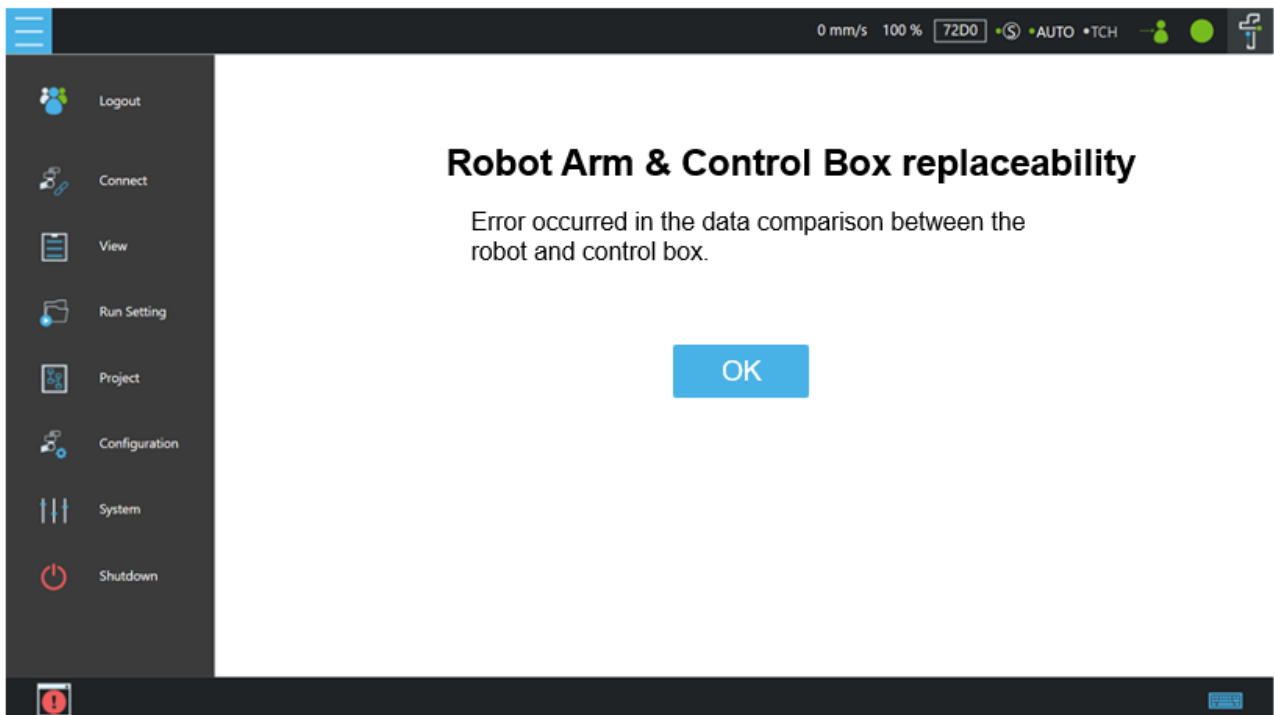 0 mm/s 100 % 72D0 Ⓢ AUTO TCH
Logout
Connect
View
Run Setting
Project
Configuration
System
Shutdown
Robot Arm & Control Box replaceability
Error occurred in the data comparison between the
robot and control box.
OK